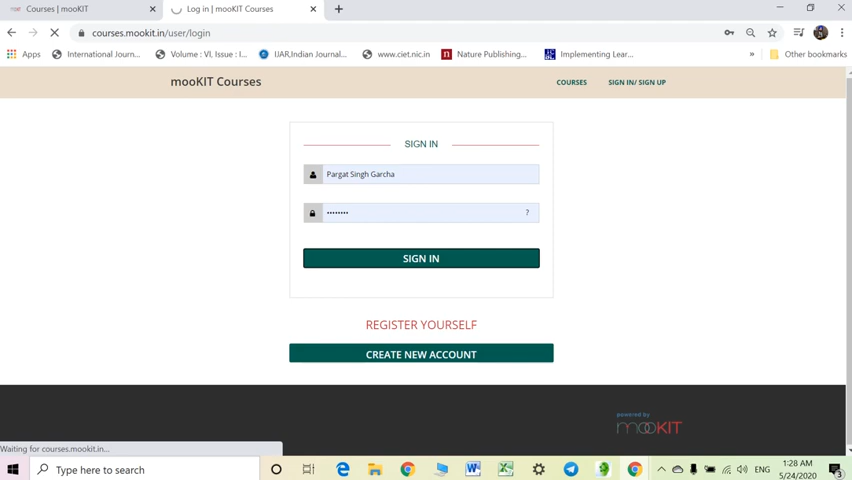 Courses | mooKIT
Log in | mooKIT Courses
courses.mookit.in/user/login
Apps International Journ... Volume : VI, Issue : I... IJAR,Indian Journal... www.ciet.nic.in Nature Publishing... Implementing Lear... » Other bookmarks
mooKIT Courses COURSES SIGN IN/ SIGN UP
SIGN IN
Pargat Singh Garcha
•••••••• ?
SIGN IN
REGISTER YOURSELF
CREATE NEW ACCOUNT
powered by
mooKIT
Waiting for courses.mookit.in...
Type here to search
ENG
1:28 AM
5/24/2020
3